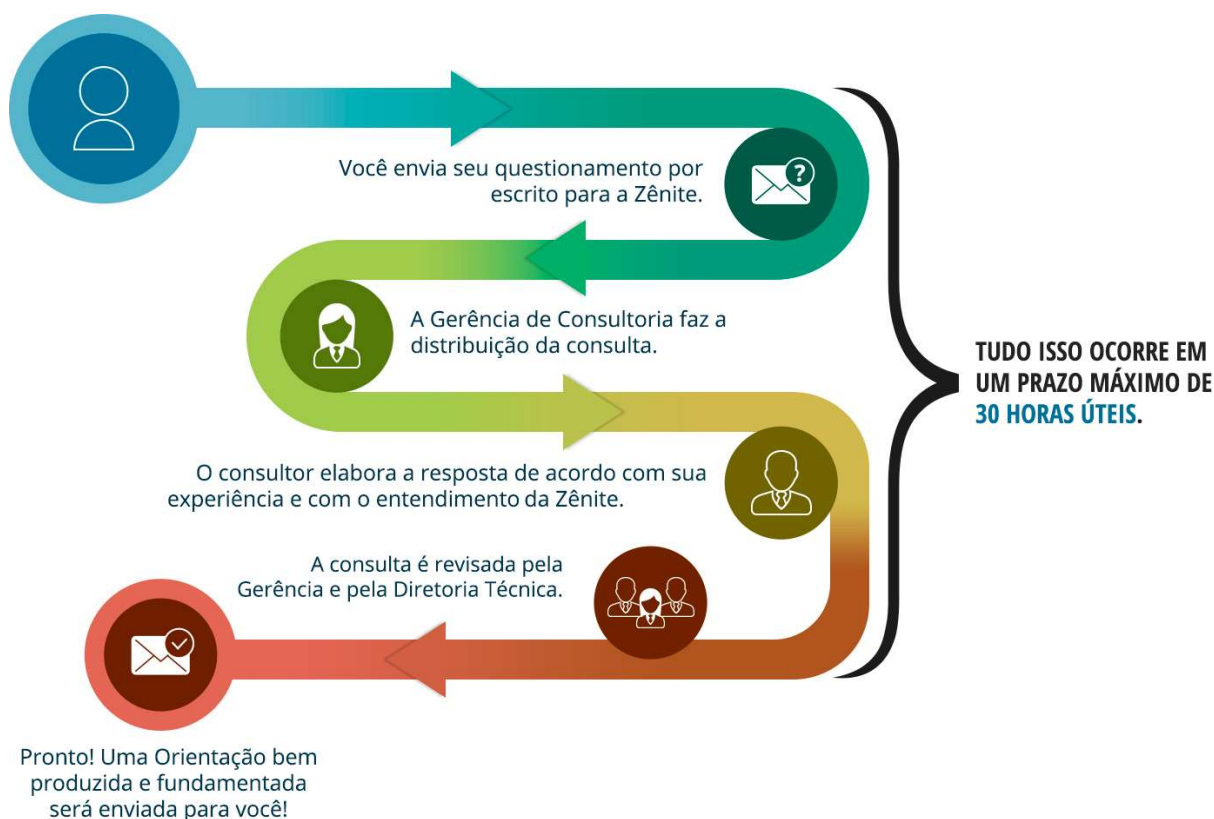 Você envia seu questionamento por
escrito para a Zênite.
A Gerência de Consultoria faz a
distribuição da consulta.
O consultor elabora a resposta de acordo com sua
experiência e com o entendimento da Zênite.
A consulta é revisada pela
Gerência e pela Diretoria Técnica.
Pronto! Uma Orientação bem
produzida e fundamentada
será enviada para você!
TUDO ISSO OCORRE EM
UM PRAZO MÁXIMO DE
30 HORAS ÚTEIS.